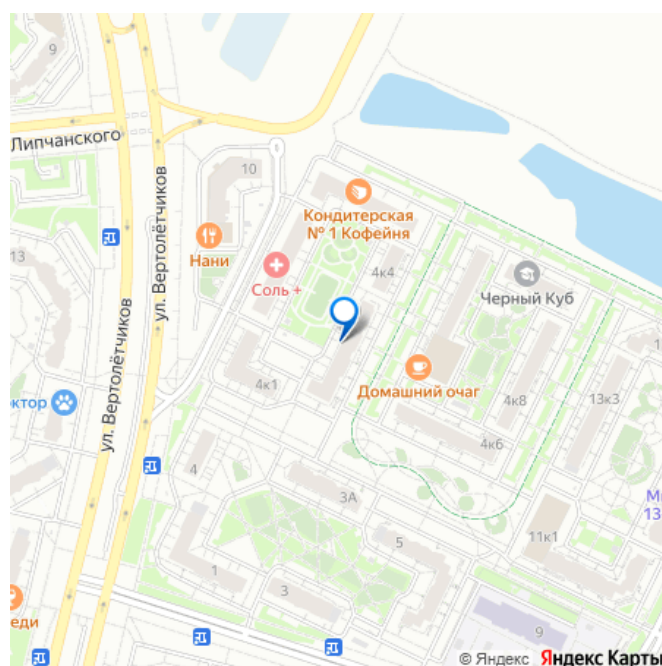 9
Липчанского
10
ул. Вертолётчиков
Кондитерская
№ 1 Кофейня
Нани
13
Соль +
4к4
Черный Куб
ул. Вертолётчиков
Домашний очаг
4к1
4к8
13к3
4к6
4
3А
11к1
5
1
3
9
© Яндекс Яндекс Карты